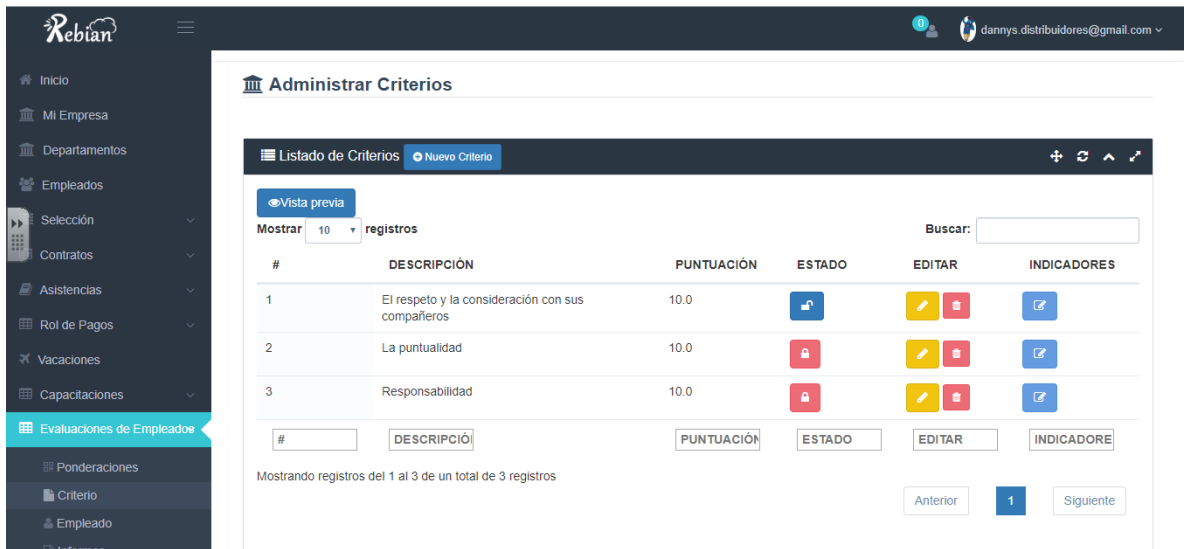 Rebian
0
dannys.distribuidores@gmail.com
Inicio
Mi Empresa
Departamentos
Empleados
Selección
Contratos
Asistencias
Rol de Pagos
Vacaciones
Capacitaciones
Evaluaciones de Empleados
Ponderaciones
Criterio
Empleado
Informes
Administrar Criterios
Listado de Criterios Nuevo Criterio
Vista previa
Mostrar 10 registros Buscar:
# DESCRIPCIÓN PUNTUACIÓN ESTADO EDITAR INDICADORES
1 El respeto y la consideración con sus 10.0
compañeros
2 La puntualidad 10.0
3 Responsabilidad 10.0
# DESCRIPCIÓ PUNTUACIÓN ESTADO EDITAR INDICADORE
Mostrando registros del 1 al 3 de un total de 3 registros
Anterior 1 Siguiente